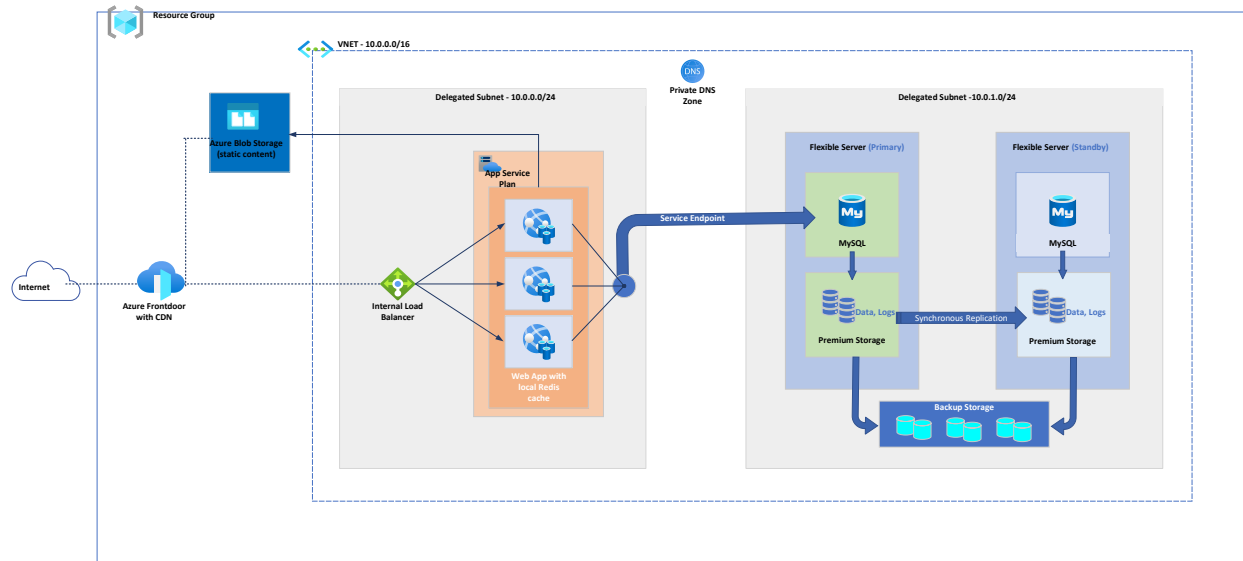 Resource Group
VNET - 10.0.0.0/16
DNS
Private DNS
Zone
Delegated Subnet - 10.0.0.0/24
Delegated Subnet -10.0.1.0/24
Azure Blob Storage
(static content)
App Service
Plan
Flexible Server (Primary)
Flexible Server (Standby)
My
My
Service Endpoint
MySQL
MySQL
Internet
Azure Frontdoor
with CDN
Internal Load
Balancer
Data, Logs
Synchronous Replication
Data, Logs
Premium Storage
Premium Storage
Web App with
local Redis
cache
Backup Storage